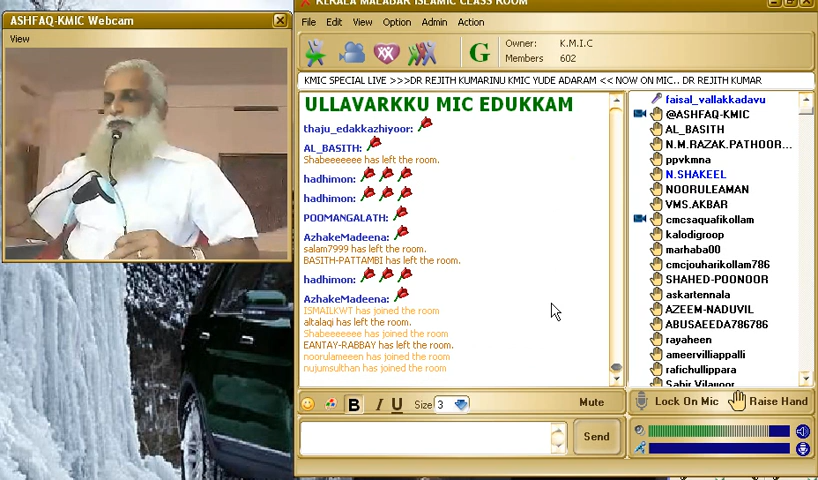 ASHFAQ-KMIC Webcam
View
KERALA MALABAR ISLAMIC CLASS ROOM
File Edit View Option Admin Action
G
Owner: K.M.I.C
Members 602
KMIC SPECIAL LIVE >>>DR REJITH KUMARINU KMIC YUDE ADARAM << NOW ON MIC.. DR REJITH KUMAR
ULLAVARKKU MIC EDUKKAM
thaju_edakkazhiyoor:
AL_BASITH:
Shabeeeeeee has left the room.
hadhimon:
hadhimon:
POOMANGALATH:
AzhakeMadeena:
salam7999 has left the room.
BASITH-PATTAMBI has left the room.
hadhimon:
AzhakeMadeena:
ISMAILKWT has joined the room
altalaqi has left the room.
Shabeeeeeee has joined the room
EANTAY-RABBAY has left the room.
noorulameeen has joined the room
nujumsulthan has joined the room
faisal_vallakkadavu
@ASHFAQ-KMIC
AL_BASITH
N.M.RAZAK.PATHOOR...
ppvkmna
N.SHAKEEL
NOORULEAMAN
VMS.AKBAR
cmcsaquafikollam
kalodigroop
marhaba00
cmcjouharikollam786
SHAHED-POONOOR
askartennala
AZEEM-NADUVIL
ABUSAEEDA786786
rayaheen
ameervilliappalli
rafichullippara
Sabir Vilayoor
B I U Size 3 Mute
Lock On Mic Raise Hand
Send